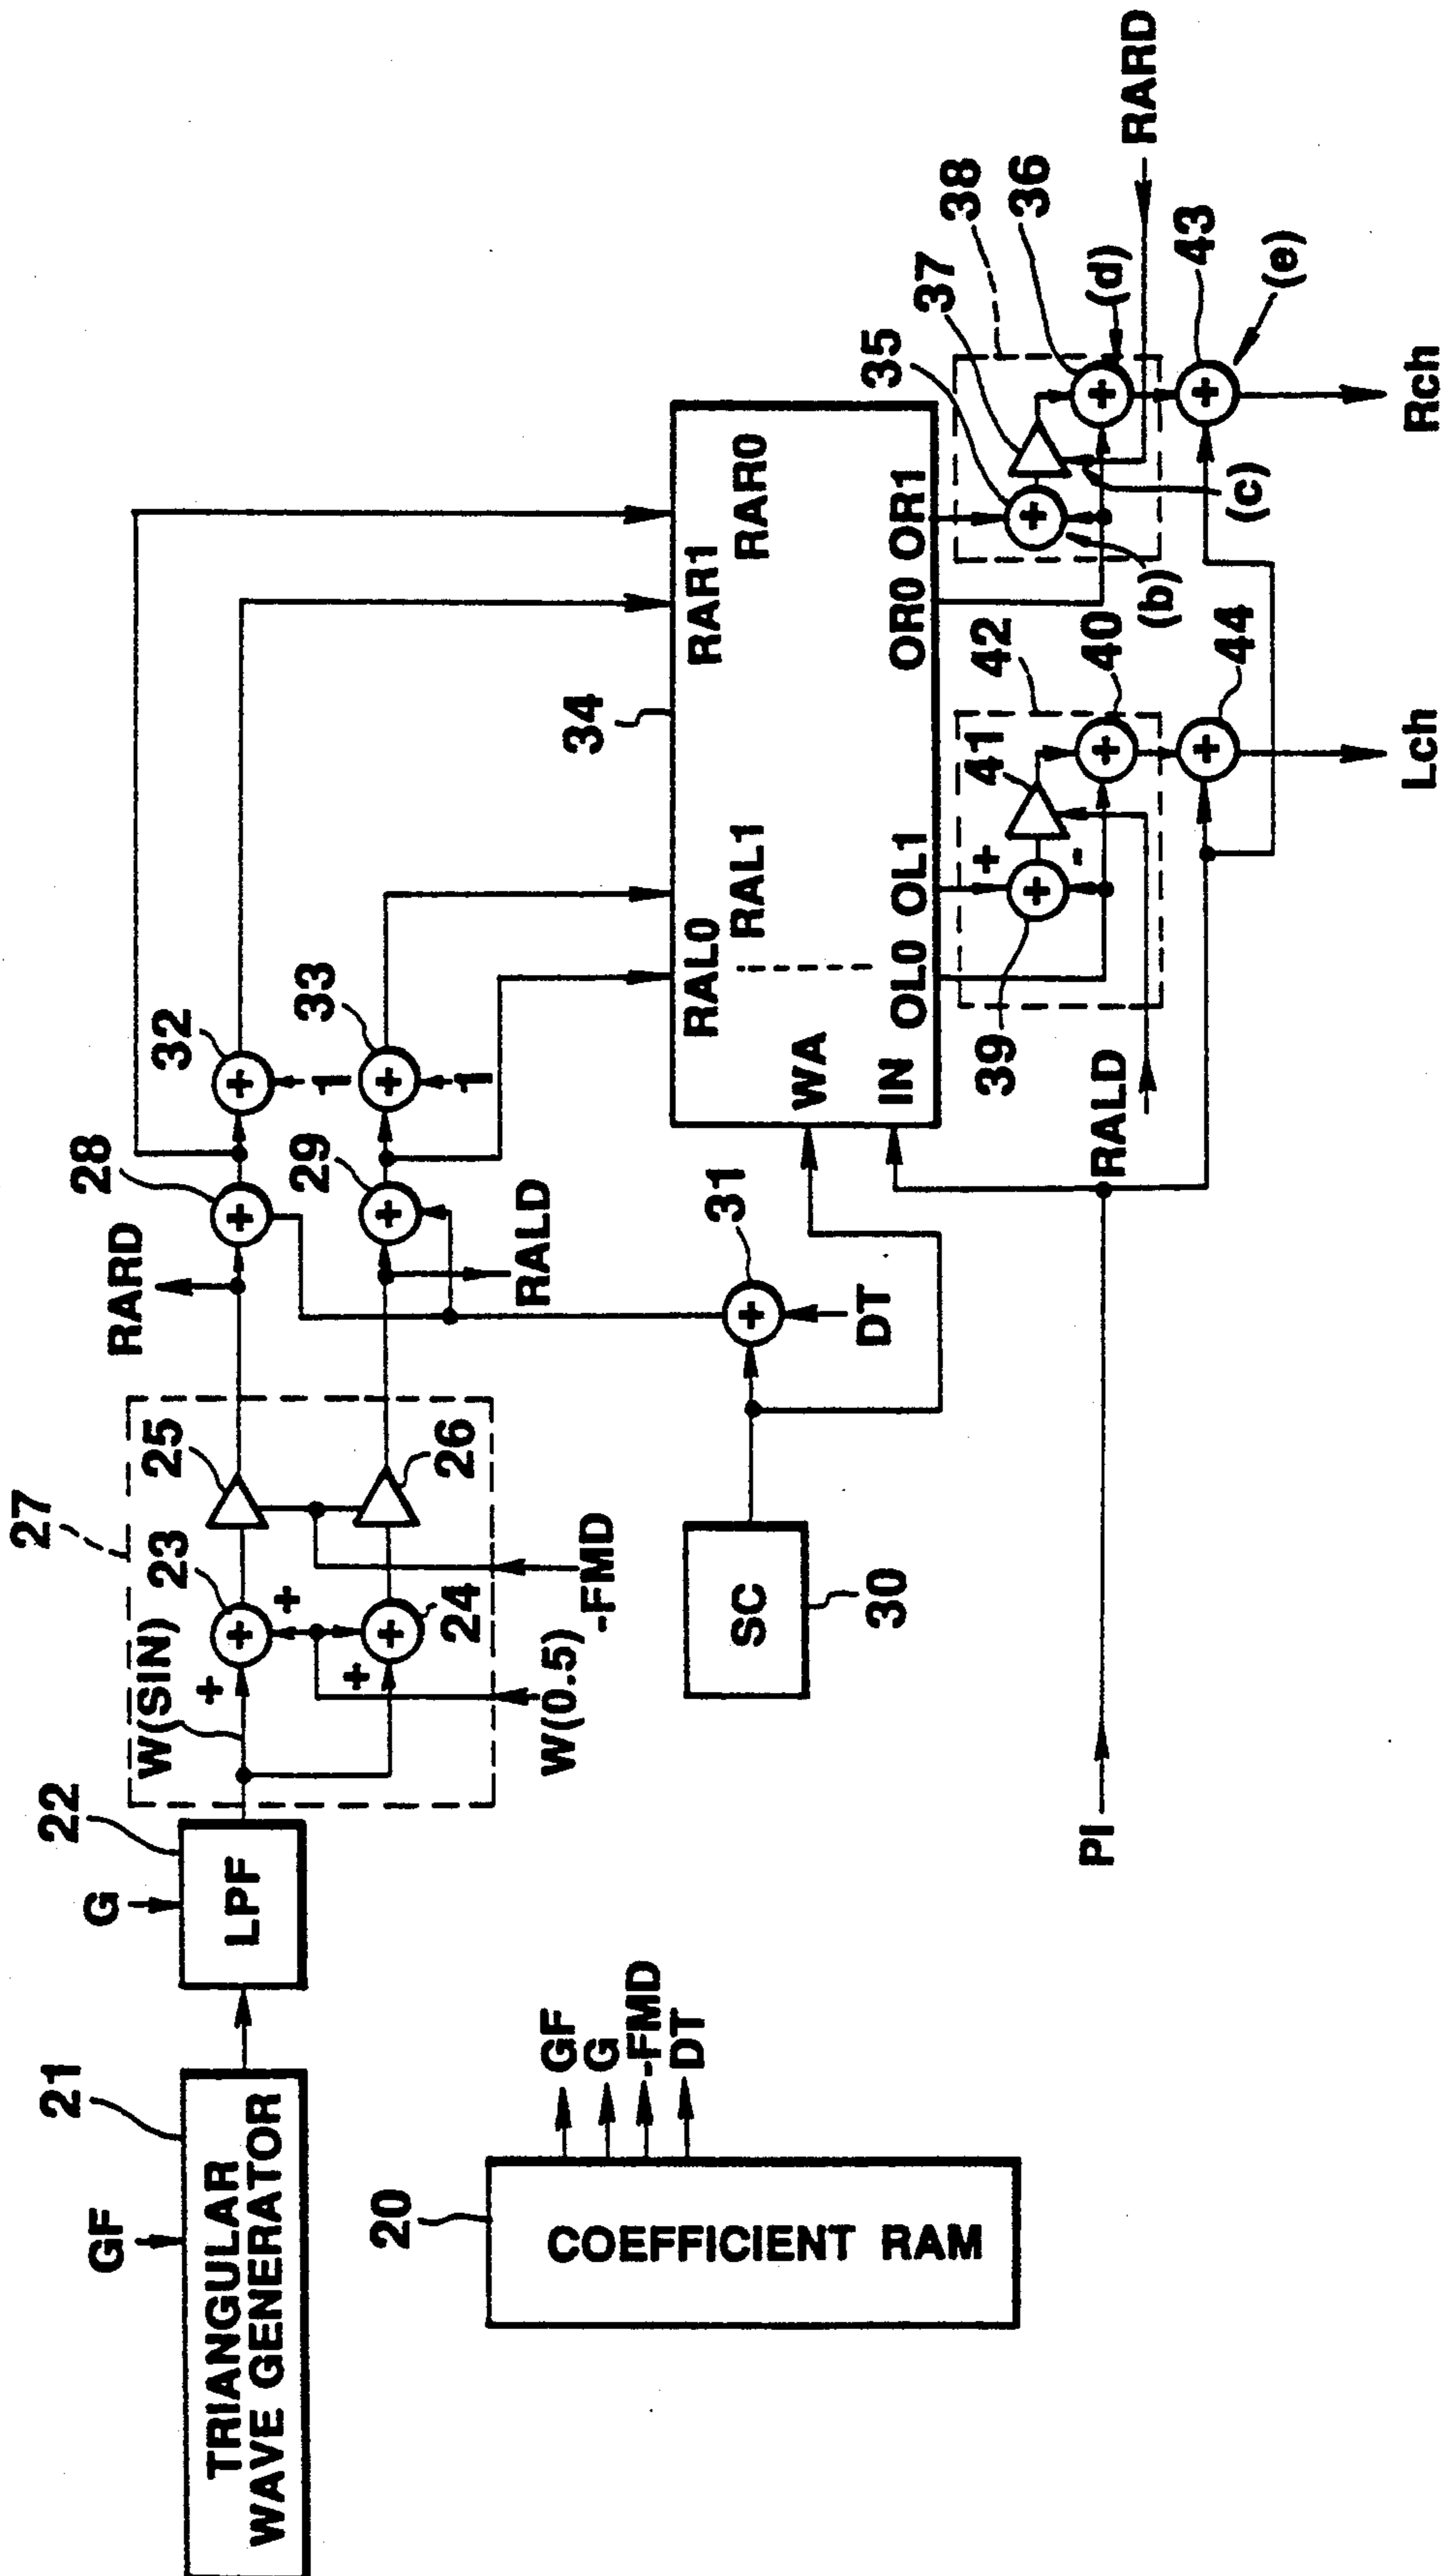 GF
21
TRIANGULAR
WAVE GENERATOR
G
22
LPF
27
W(SIN)
23
25
+
+
+
+
+
24
26
W(0.5)
-FMD
RARD
28
+
32
+
1
29
+
33
+
1
RALD
20
COEFFICIENT RAM
GF
G
-FMD
DT
SC
30
31
+
DT
34
WA
IN
RAL0
RAL1
RAR1
RAR0
OL0
OL1
OR0
OR1
PI
RALD
39
+
+
-
41
42
40
+
44
+
Lch
35
+
37
38
36
+
(b)
(c)
(d)
RARD
43
+
(e)
Rch